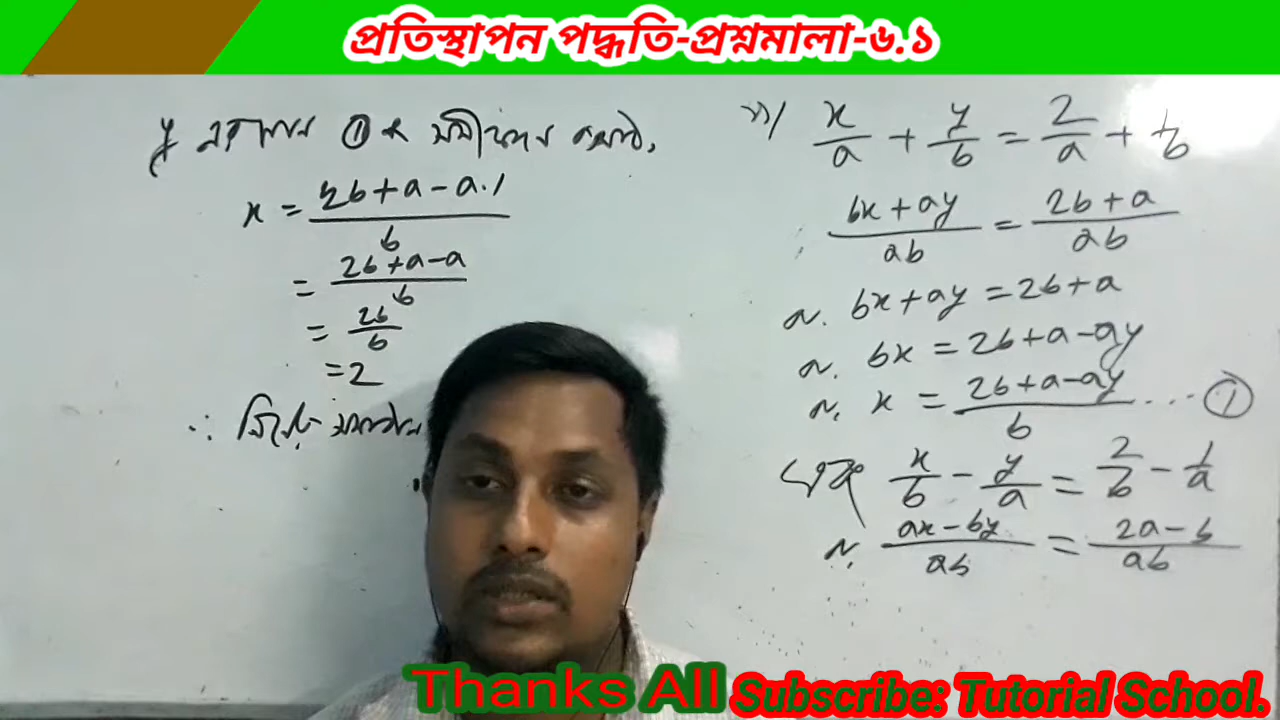 প্রতিস্থাপন পদ্ধতি-প্রশ্নমালা-৬.১
y এর মান ① এ
x = 2b + a - a.1 / b
= 2b + a - a / b
= 2b / b
= 2
∴
x/a + y/b = 2/a + 1/b
bx + ay / ab = 2b + a / ab
বা, bx + ay = 2b + a
বা, bx = 2b + a - ay
বা, x = 2b + a - ay / b ... ①
এবং x/b - y/a = 2/b - 1/a
বা, ax - by / ab = 2a - b / ab
Thanks All Subscribe: Tutorial School.